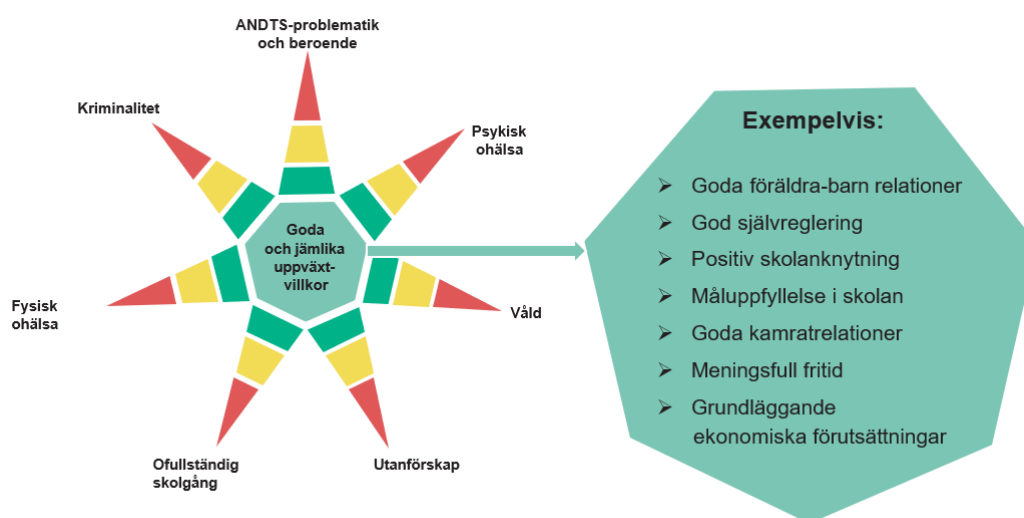 ANDTS-problematik
och beroende
Kriminalitet
Psykisk
ohälsa
Goda
och jämlika
uppväxt-
villkor
Fysisk
ohälsa
Våld
Ofullständig
skolgång
Utanförskap
Exempelvis:
➢ Goda föräldra-barn relationer
➢ God självreglering
➢ Positiv skolanknytning
➢ Måluppfyllelse i skolan
➢ Goda kamratrelationer
➢ Meningsfull fritid
➢ Grundläggande
ekonomiska förutsättningar